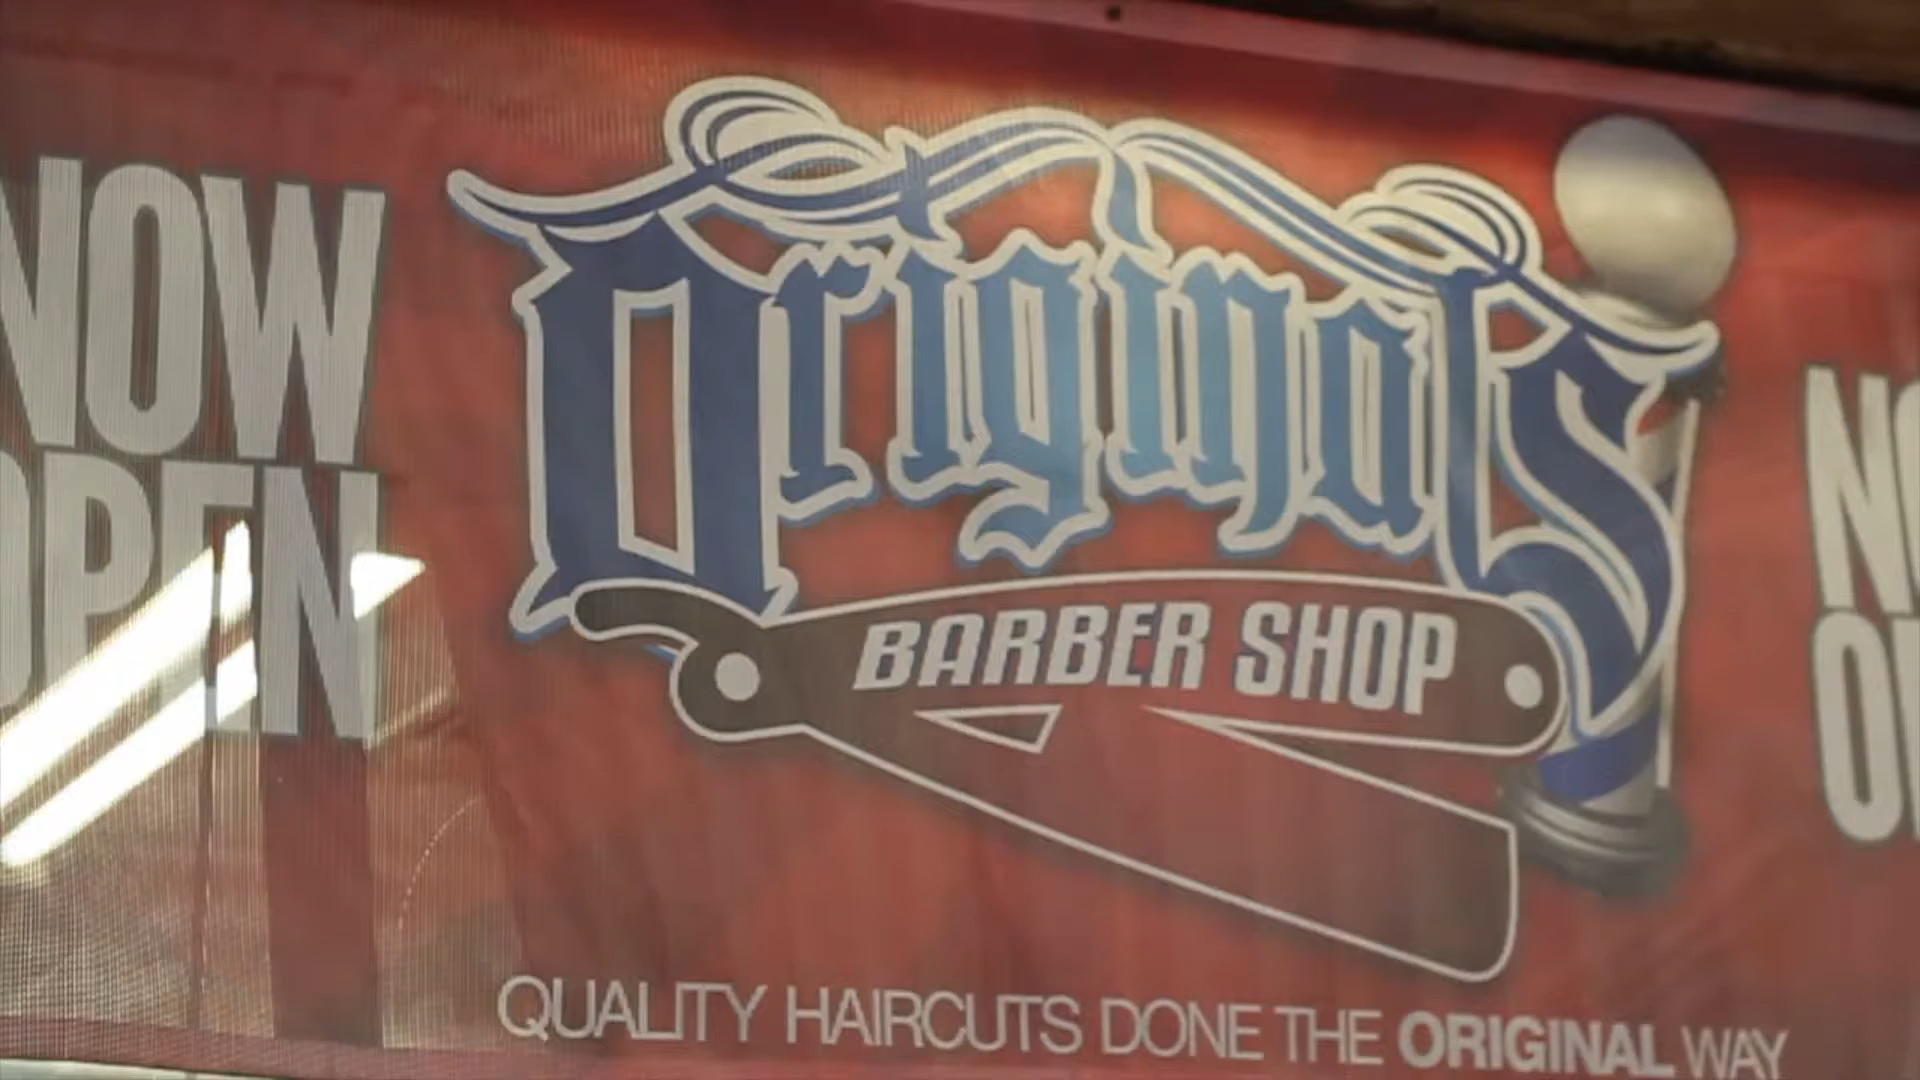 NOW
OPEN
Originals
BARBER SHOP
QUALITY HAIRCUTS DONE THE ORIGINAL WAY